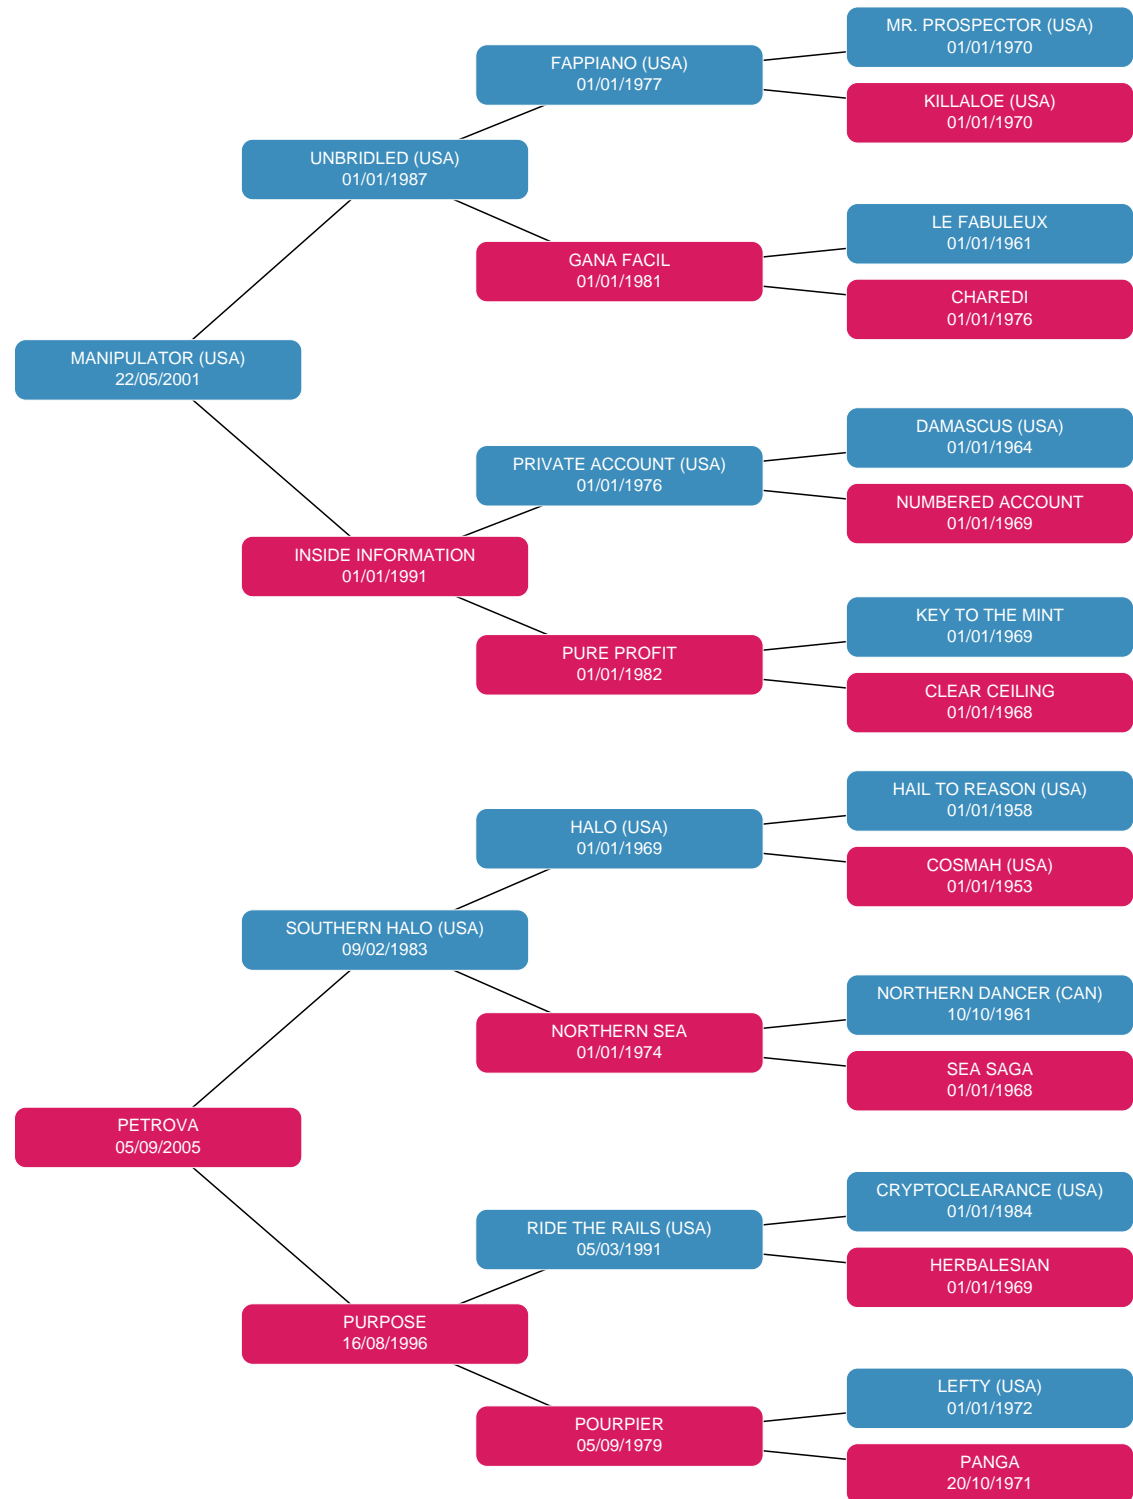 MR. PROSPECTOR (USA)
01/01/1970
FAPPIANO (USA)
01/01/1977
KILLALOE (USA)
01/01/1970
UNBRIDLED (USA)
01/01/1987
LE FABULEUX
01/01/1961
GANA FACIL
01/01/1981
CHAREDI
01/01/1976
MANIPULATOR (USA)
22/05/2001
DAMASCUS (USA)
01/01/1964
PRIVATE ACCOUNT (USA)
01/01/1976
NUMBERED ACCOUNT
01/01/1969
INSIDE INFORMATION
01/01/1991
KEY TO THE MINT
01/01/1969
PURE PROFIT
01/01/1982
CLEAR CEILING
01/01/1968
HAIL TO REASON (USA)
01/01/1958
HALO (USA)
01/01/1969
COSMAH (USA)
01/01/1953
SOUTHERN HALO (USA)
09/02/1983
NORTHERN DANCER (CAN)
10/10/1961
NORTHERN SEA
01/01/1974
SEA SAGA
01/01/1968
PETROVA
05/09/2005
CRYPTOCLEARANCE (USA)
01/01/1984
RIDE THE RAILS (USA)
05/03/1991
HERBALESIAN
01/01/1969
PURPOSE
16/08/1996
LEFTY (USA)
01/01/1972
POURPIER
05/09/1979
PANGA
20/10/1971